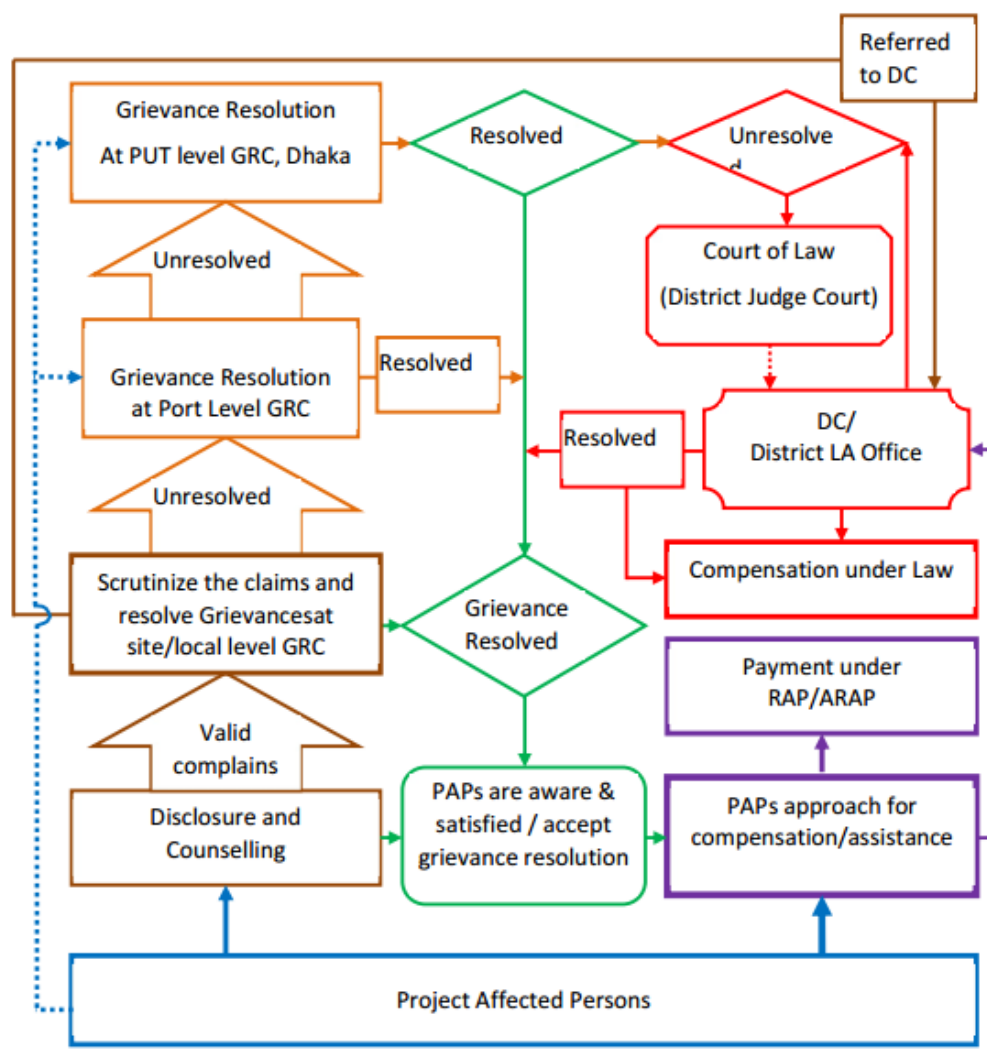 Referred
to DC
Grievance Resolution
At PUT level GRC, Dhaka
Resolved
Unresolve
d
Unresolved
Court of Law
(District Judge Court)
Grievance Resolution
at Port Level GRC
Resolved
DC/
District LA Office
Resolved
Unresolved
Scrutinize the claims and
resolve Grievancesat
site/local level GRC
Grievance
Resolved
Compensation under Law
Payment under
RAP/ARAP
Valid
complains
Disclosure and
Counselling
PAPs are aware &
satisfied / accept
grievance resolution
PAPs approach for
compensation/assistance
Project Affected Persons